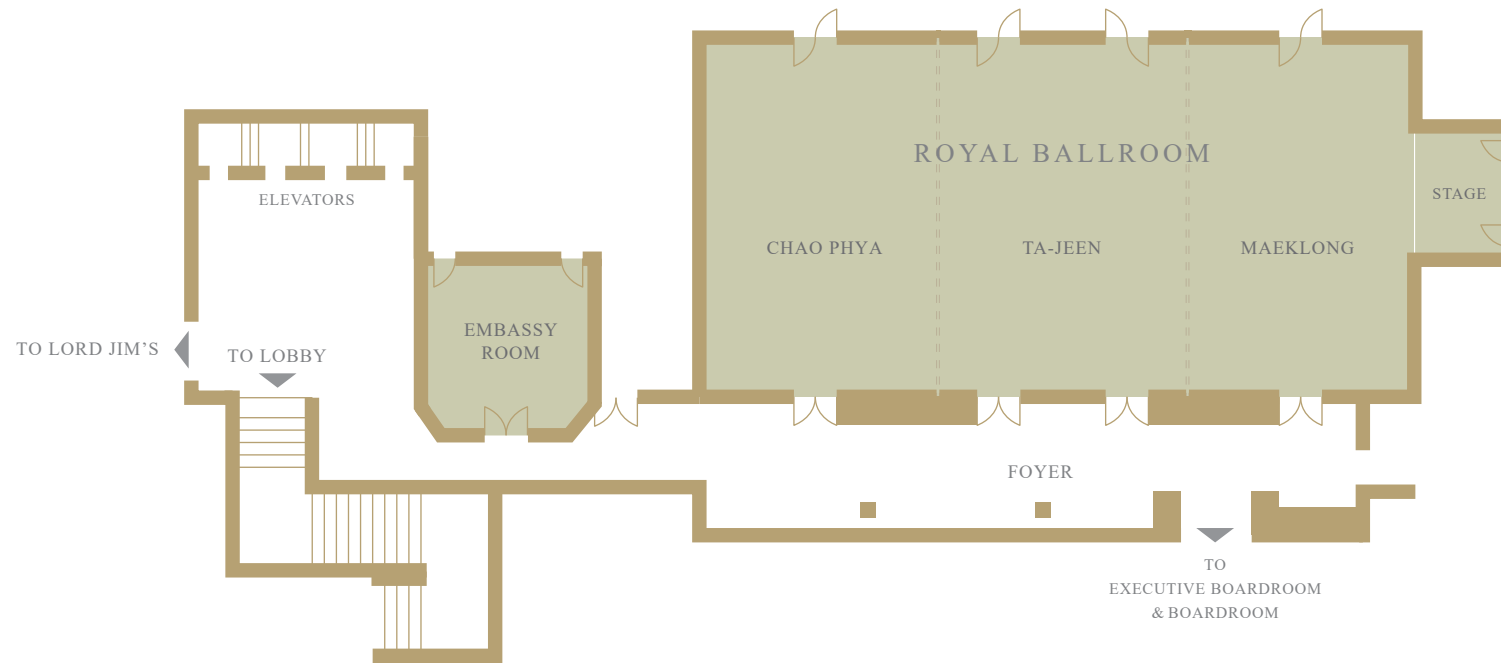 ROYAL BALLROOM
ELEVATORS
STAGE
CHAO PHYA
TA-JEEN
MAEKLONG
EMBASSY
ROOM
TO LORD JIM’S
TO LOBBY
FOYER
TO
EXECUTIVE BOARDROOM
& BOARDROOM